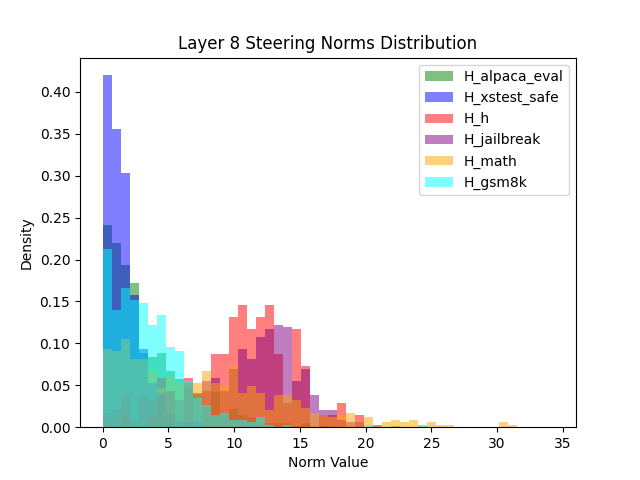 Layer 8 Steering Norms Distribution
H_alpaca_eval
H_xstest_safe
H_h
H_jailbreak
H_math
H_gsm8k
Density
0.40
0.35
0.30
0.25
0.20
0.15
0.10
0.05
0.00
0 5 10 15 20 25 30 35
Norm Value